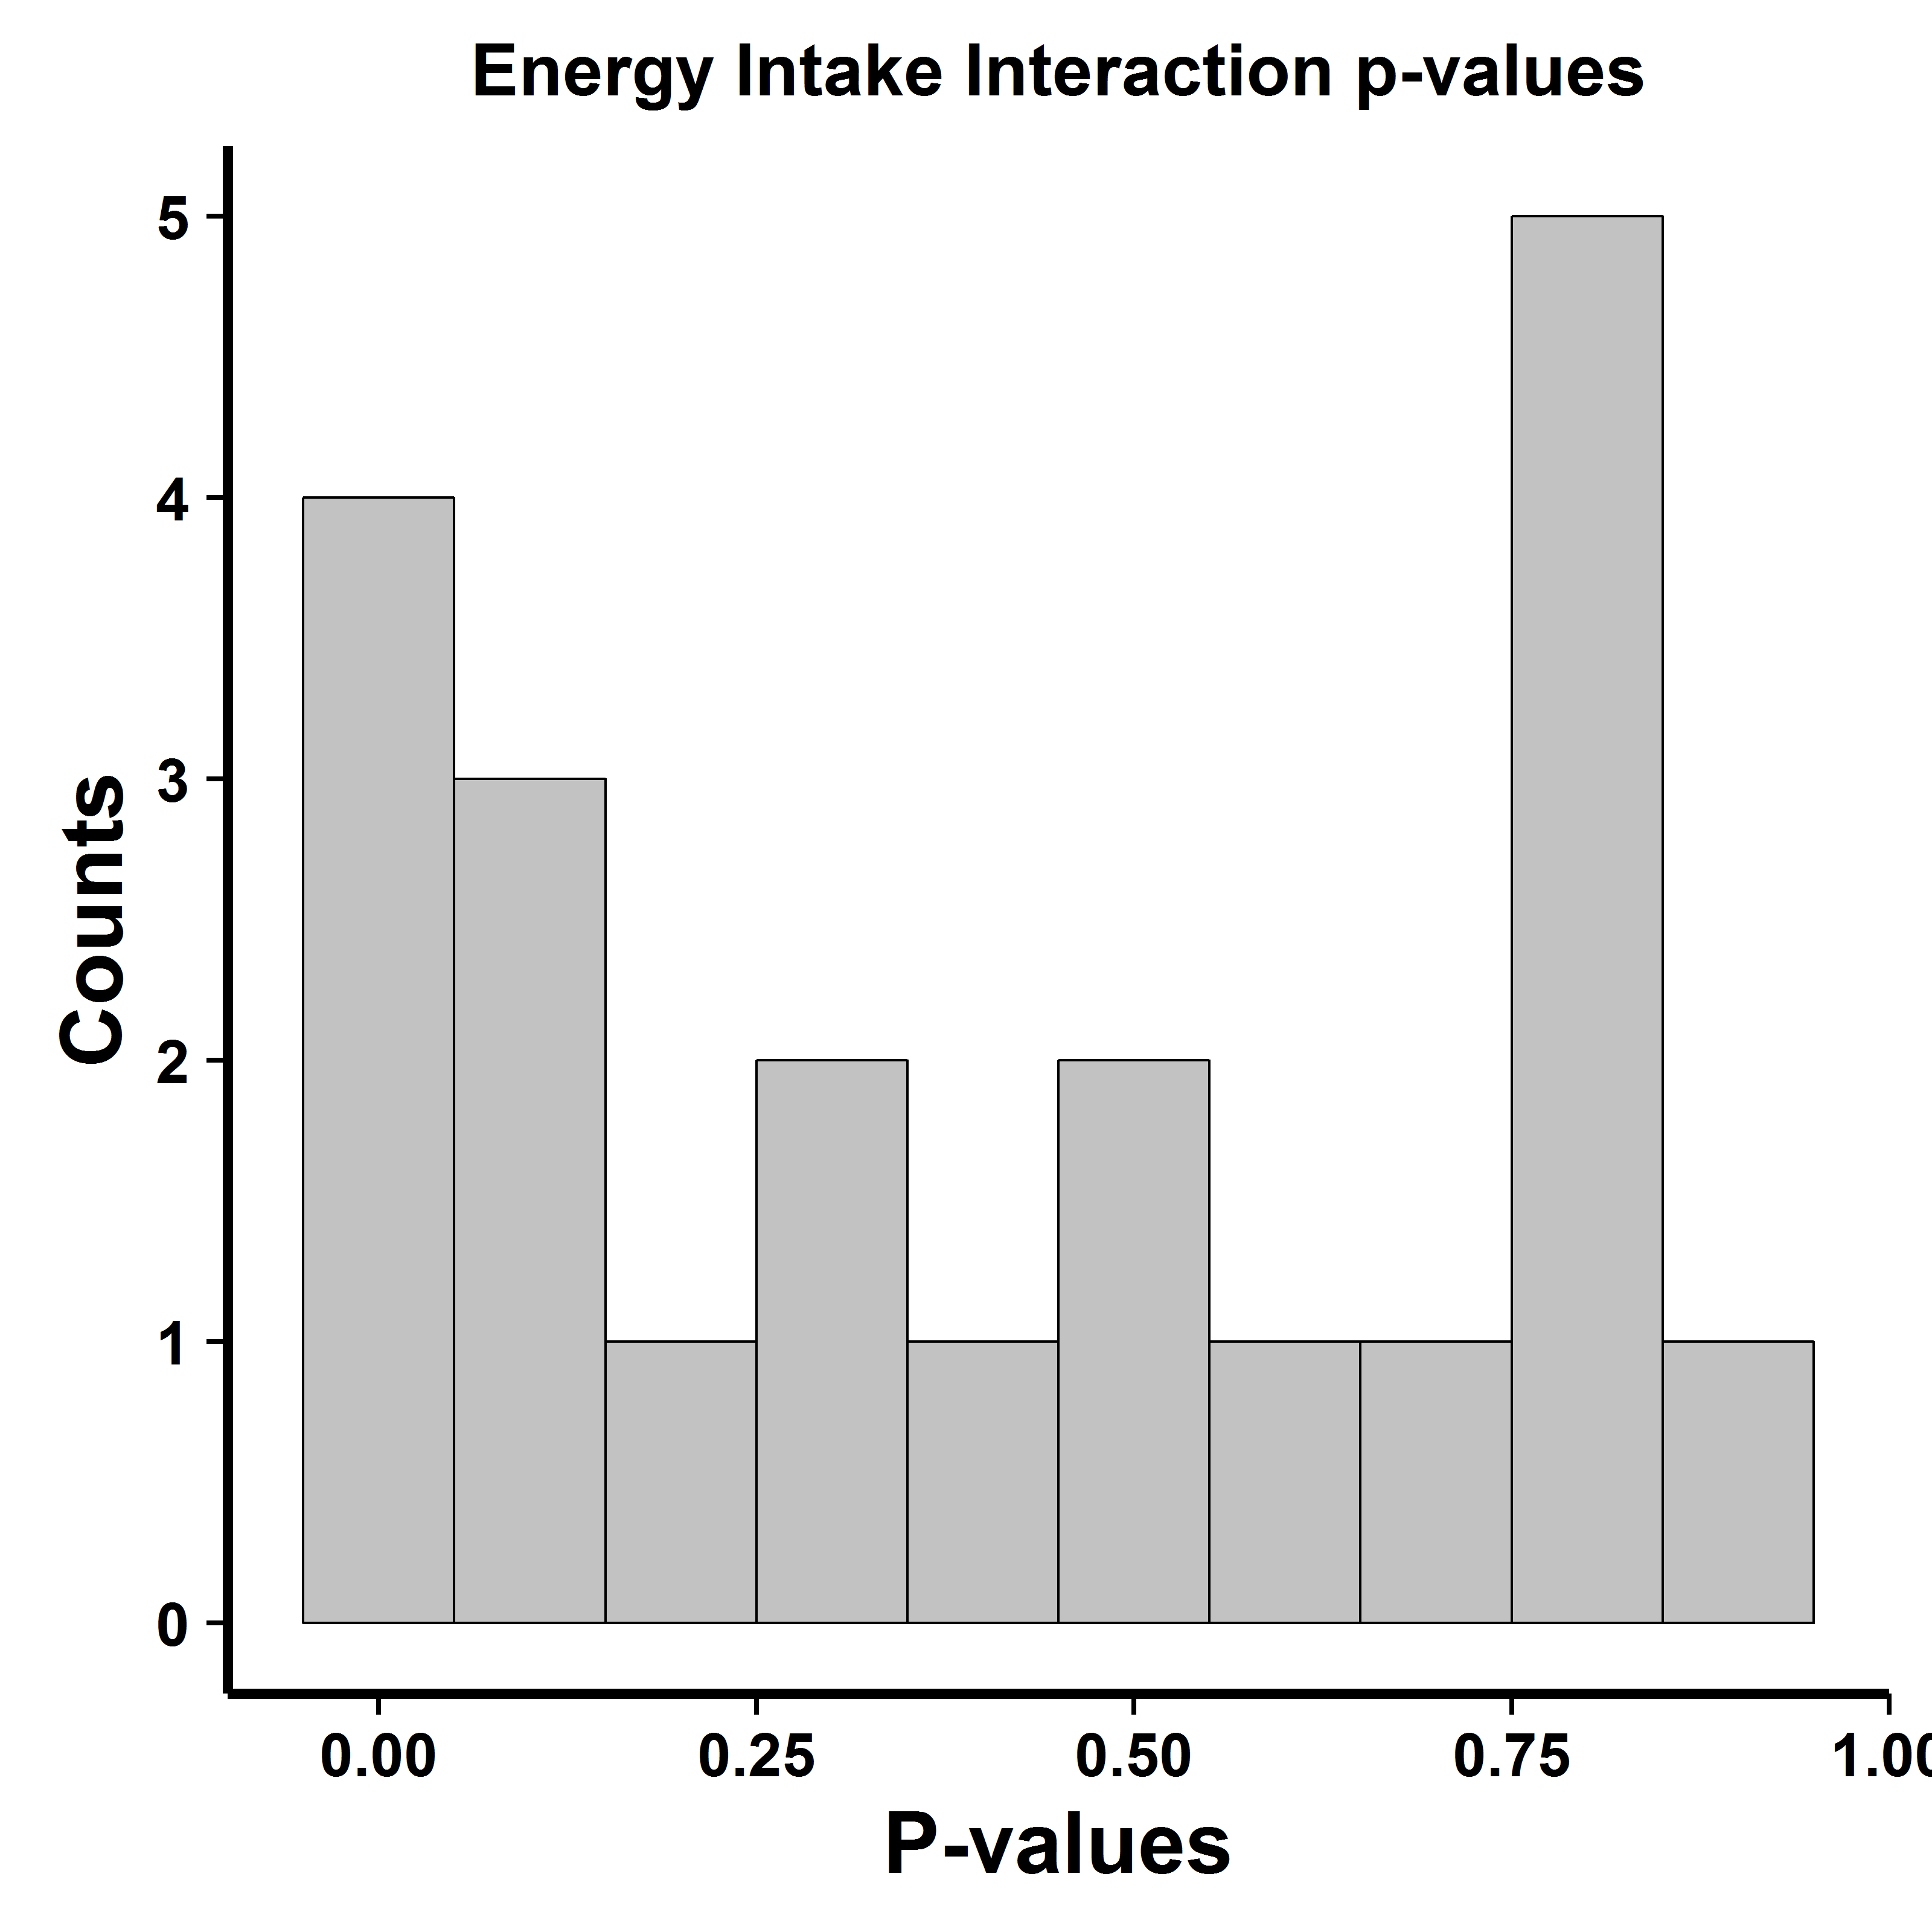 Energy Intake Interaction p-values
5
4
3
2
1
0
Counts
0.00 0.25 0.50 0.75 1.00
P-values